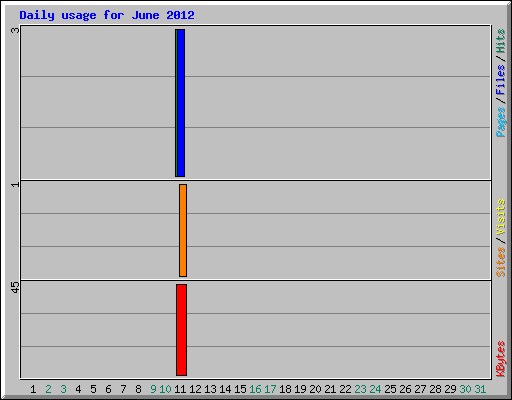 Daily usage for June 2012
3
1
45
Pages / Files / Hits
Sites / Visits
KBytes
1 2 3 4 5 6 7 8 9 10 11 12 13 14 15 16 17 18 19 20 21 22 23 24 25 26 27 28 29 30 31